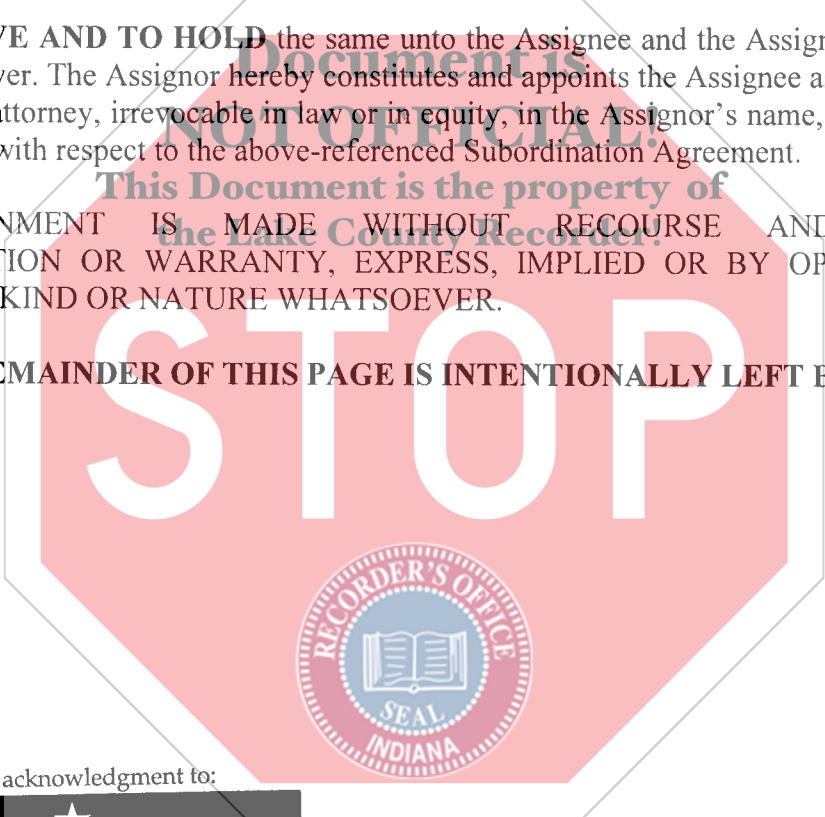 VE AND TO HOLD the same unto the Assignee and the Assign
ver. The Assignor hereby constitutes and appoints the Assignee a
attorney, irrevocable in law or in equity, in the Assignor's name,
with respect to the above-referenced Subordination Agreement.
NMENT IS MADE WITHOUT RECOURSE AND
TION OR WARRANTY, EXPRESS, IMPLIED OR BY OP
KIND OR NATURE WHATSOEVER.
EMAINDER OF THIS PAGE IS INTENTIONALLY LEFT B
Document is
NOT OFFICIAL!
This Document is the property of
the Lake County Recorder!
STOP
RECORDER'S OFFICE
SEAL
INDIANA
acknowledgment to: